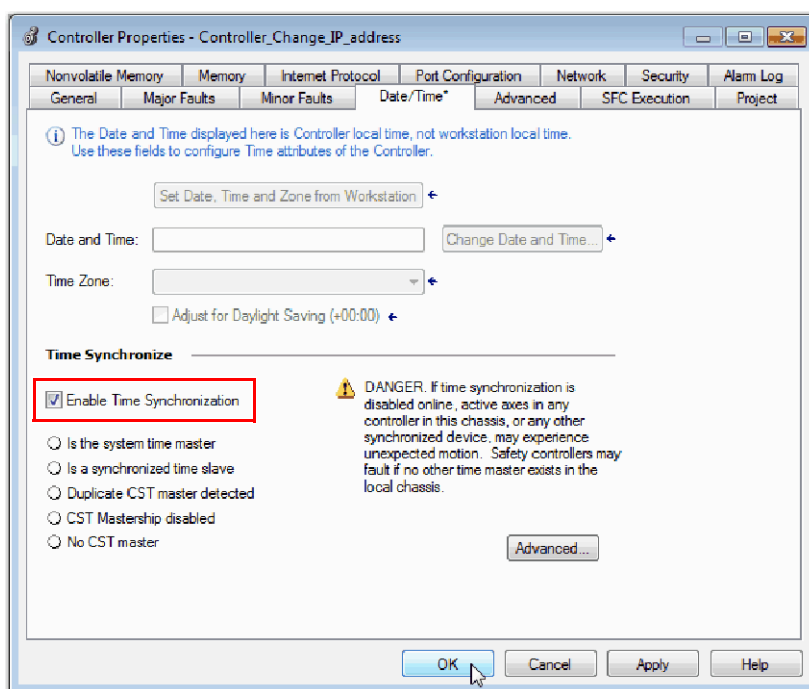 Controller Properties - Controller_Change_IP_address
Nonvolatile Memory Memory Internet Protocol Port Configuration Network Security Alarm Log
General Major Faults Minor Faults Date/Time* Advanced SFC Execution Project
The Date and Time displayed here is Controller local time, not workstation local time.
Use these fields to configure Time attributes of the Controller.
Set Date, Time and Zone from Workstation
Date and Time: Change Date and Time...
Time Zone:
Adjust for Daylight Saving (+00:00)
Time Synchronize
Enable Time Synchronization
Is the system time master
Is a synchronized time slave
Duplicate CST master detected
CST Mastership disabled
No CST master
DANGER. If time synchronization is
disabled online, active axes in any
controller in this chassis, or any other
synchronized device, may experience
unexpected motion. Safety controllers may
fault if no other time master exists in the
local chassis.
Advanced...
OK Cancel Apply Help